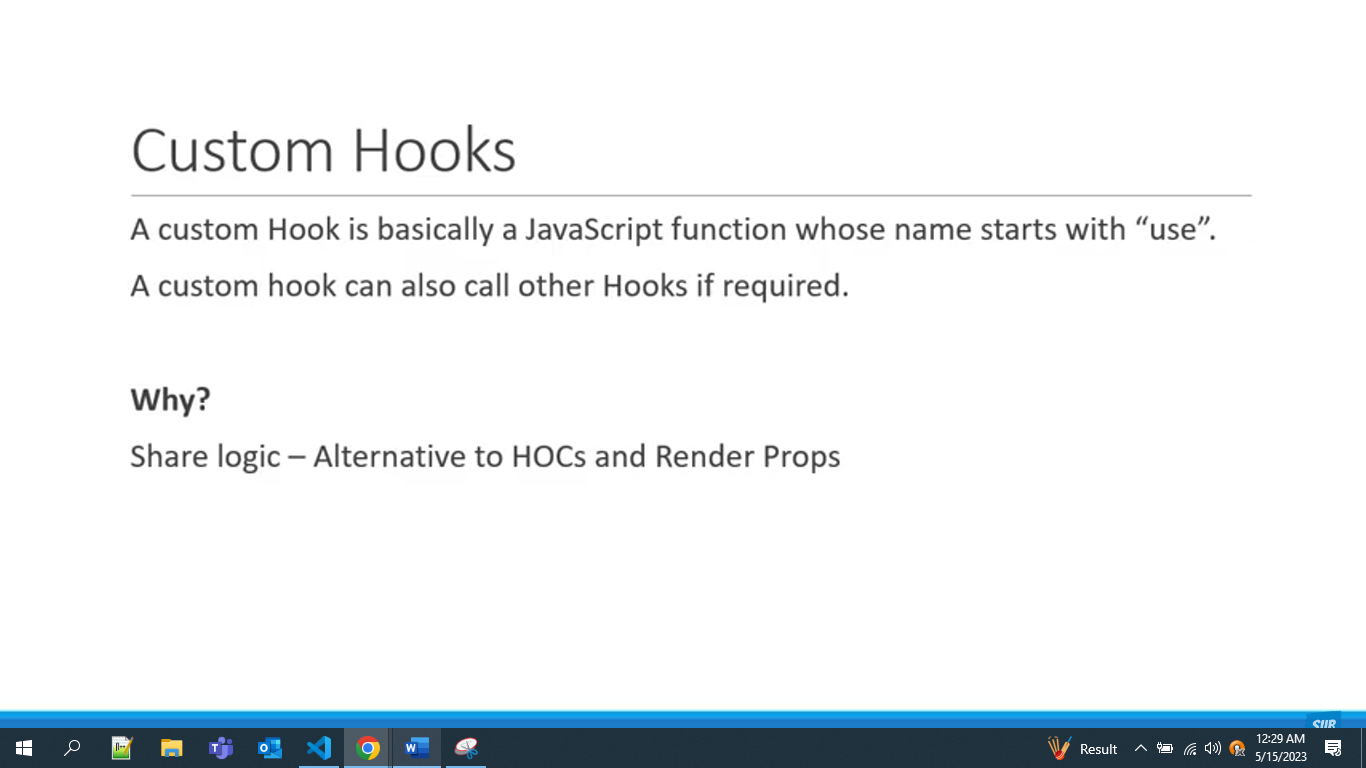 Custom Hooks
A custom Hook is basically a JavaScript function whose name starts with “use”.
A custom hook can also call other Hooks if required.
Why?
Share logic – Alternative to HOCs and Render Props
Result
12:29 AM
5/15/2023